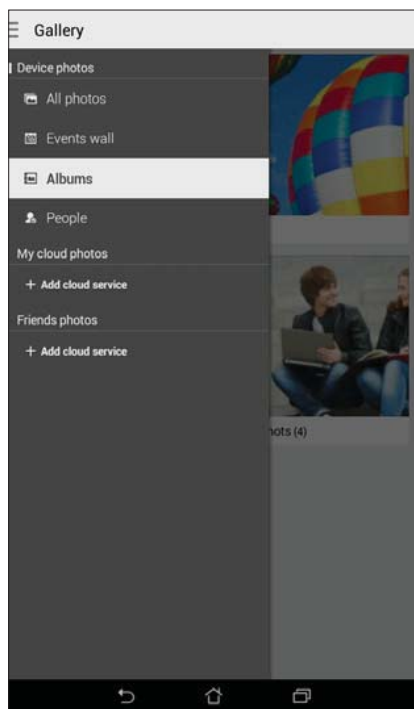 Gallery
Device photos
All photos
Events wall
Albums
People
My cloud photos
+ Add cloud service
Friends photos
+ Add cloud service
hots (4)